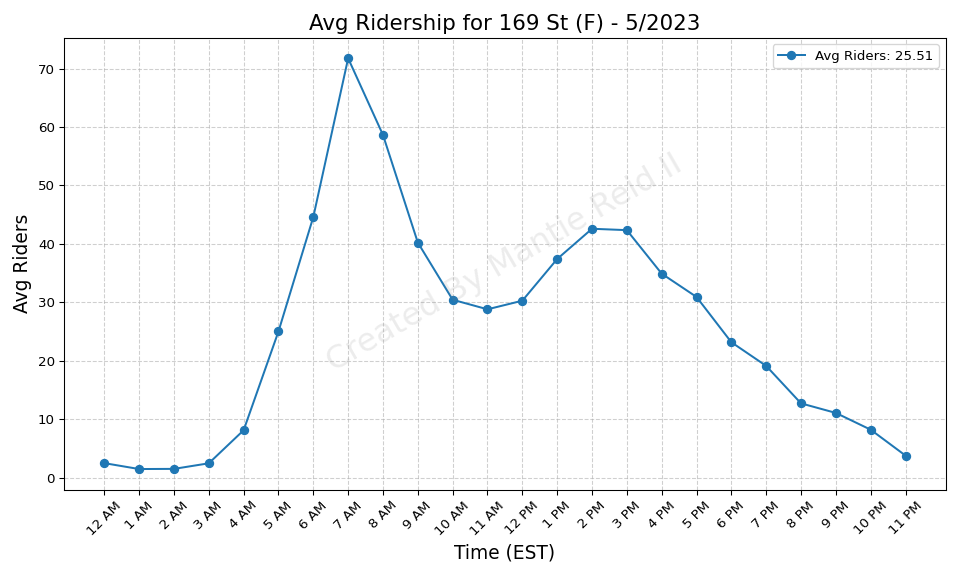 Avg Ridership for 169 St (F) - 5/2023
Avg Riders: 25.51
Avg Riders
70
60
50
40
30
20
10
0
Created By Mantie Reid II
12 AM
1 AM
2 AM
3 AM
4 AM
5 AM
6 AM
7 AM
8 AM
9 AM
10 AM
11 AM
12 PM
1 PM
2 PM
3 PM
4 PM
5 PM
6 PM
7 PM
8 PM
9 PM
10 PM
11 PM
Time (EST)